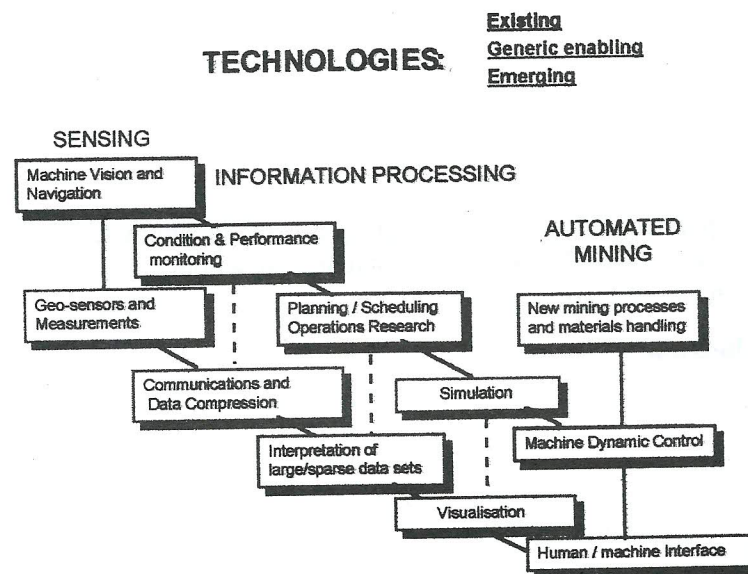 TECHNOLOGIES:
Existing
Generic enabling
Emerging
SENSING
Machine Vision and
Navigation
INFORMATION PROCESSING
Condition & Performance
monitoring
AUTOMATED
MINING
Geo-sensors and
Measurements
Planning / Scheduling
Operations Research
New mining processes
and materials handling
Communications and
Data Compression
Simulation
Interpretation of
large/sparse data sets
Machine Dynamic Control
Visualisation
Human / machine Interface